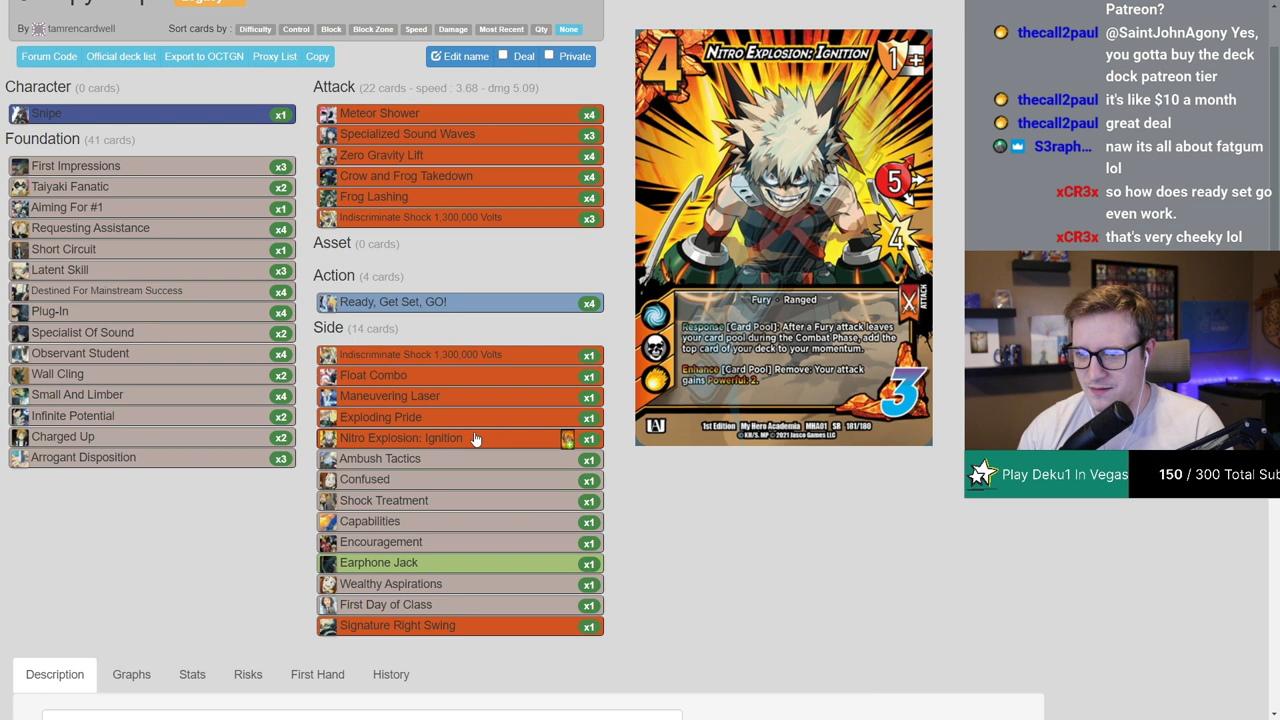 By tamrencardwell
Sort cards by : Difficulty Control Block Block Zone Speed Damage Most Recent Qty None
Forum Code Official deck list Export to OCTGN Proxy List Copy
Edit name Deal Private
Character (0 cards)
Snipe x1
Foundation (41 cards)
First Impressions x3
Taiyaki Fanatic x2
Aiming For #1 x1
Requesting Assistance x4
Short Circuit x1
Latent Skill x3
Destined For Mainstream Success x4
Plug-In x4
Specialist Of Sound x2
Observant Student x4
Wall Cling x2
Small And Limber x4
Infinite Potential x2
Charged Up x2
Arrogant Disposition x3
Attack (22 cards - speed : 3.68 - dmg 5.09)
Meteor Shower x4
Specialized Sound Waves x3
Zero Gravity Lift x4
Crow and Frog Takedown x4
Frog Lashing x4
Indiscriminate Shock 1,300,000 Volts x3
Asset (0 cards)
Action (4 cards)
Ready, Get Set, GO! x4
Side (14 cards)
Indiscriminate Shock 1,300,000 Volts x1
Float Combo x1
Maneuvering Laser x1
Exploding Pride x1
Nitro Explosion: Ignition x1
Ambush Tactics x1
Confused x1
Shock Treatment x1
Capabilities x1
Encouragement x1
Earphone Jack x1
Wealthy Aspirations x1
First Day of Class x1
Signature Right Swing x1
4
Nitro Explosion: Ignition
1+
5
4
ATTACK
Fury • Ranged
Response [Card Pool]: After a Fury attack leaves
your card pool during the Combat Phase, add the
top card of your deck to your momentum.
Enhance [Card Pool] Remove: Your attack
gains Powerful: 2.
3
1st Edition | My Hero Academia | MHA01 | SR | 181/180
© KH/S, MP © 2021 Jasco Games LLC
Patreon?
thecall2paul @SaintJohnAgony Yes,
you gotta buy the deck
dock patreon tier
thecall2paul it's like $10 a month
thecall2paul great deal
S3raph... naw its all about fatgum
lol
xCR3x so how does ready set go
even work.
xCR3x that's very cheeky lol
Play Deku1 In Vegas 150 / 300 Total Sub
Description Graphs Stats Risks First Hand History